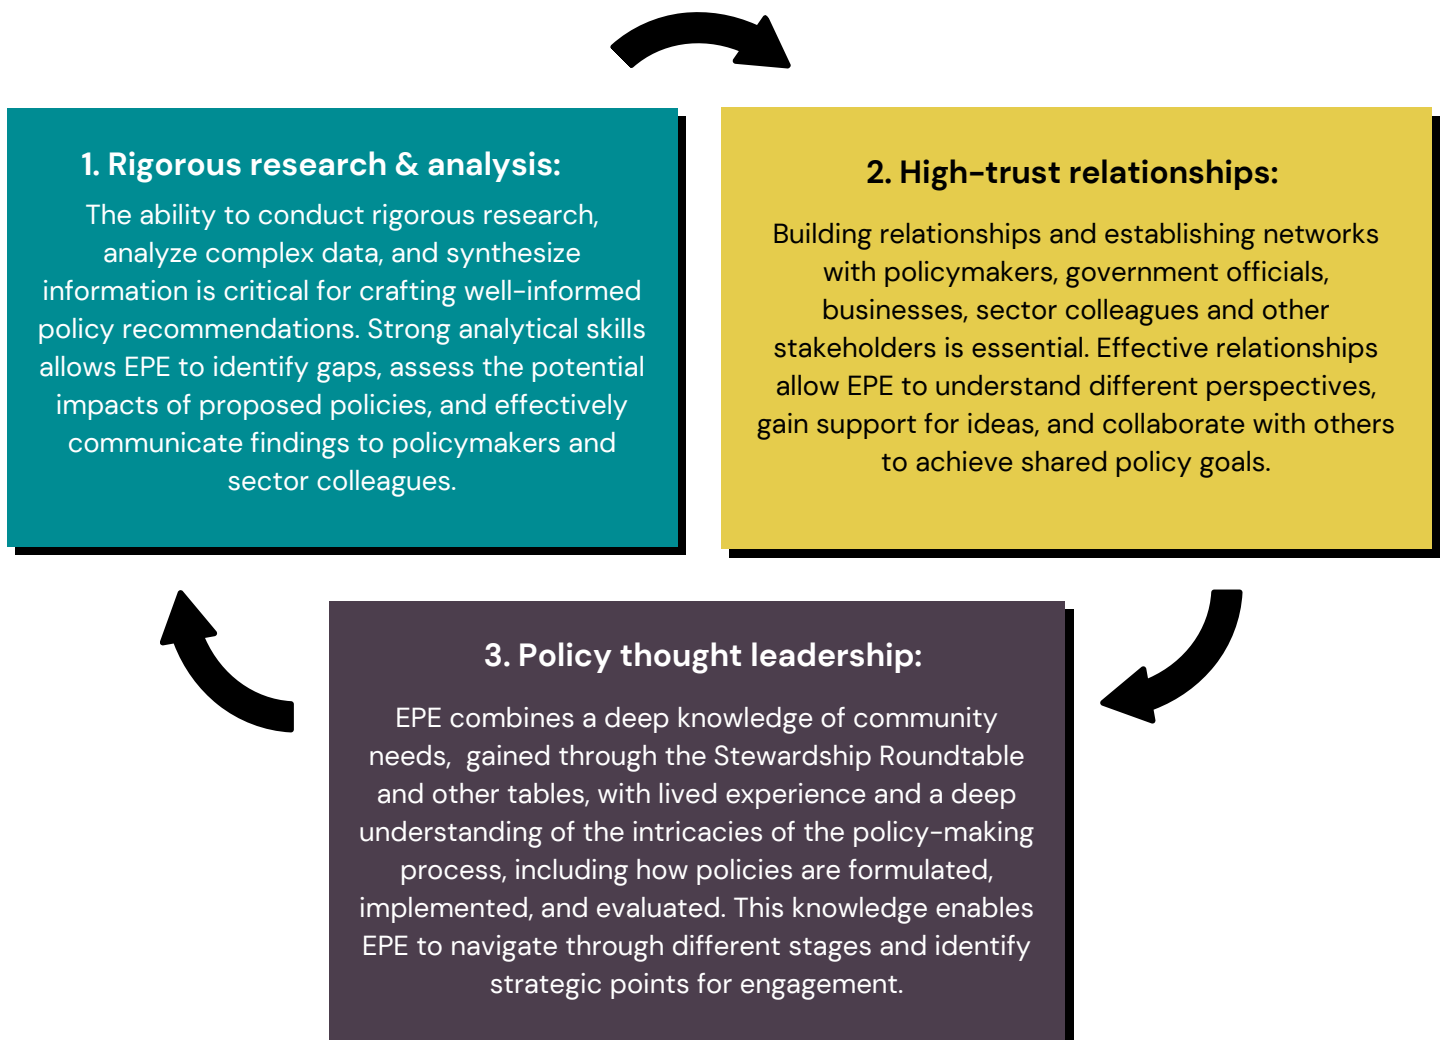 1. Rigorous research & analysis:
The ability to conduct rigorous research,
analyze complex data, and synthesize
information is critical for crafting well-informed
policy recommendations. Strong analytical skills
allows EPE to identify gaps, assess the potential
impacts of proposed policies, and effectively
communicate findings to policymakers and
sector colleagues.
2. High-trust relationships:
Building relationships and establishing networks
with policymakers, government officials,
businesses, sector colleagues and other
stakeholders is essential. Effective relationships
allow EPE to understand different perspectives,
gain support for ideas, and collaborate with others
to achieve shared policy goals.
3. Policy thought leadership:
EPE combines a deep knowledge of community
needs,  gained through the Stewardship Roundtable
and other tables, with lived experience and a deep
understanding of the intricacies of the policy-making
process, including how policies are formulated,
implemented, and evaluated. This knowledge enables
EPE to navigate through different stages and identify
strategic points for engagement.